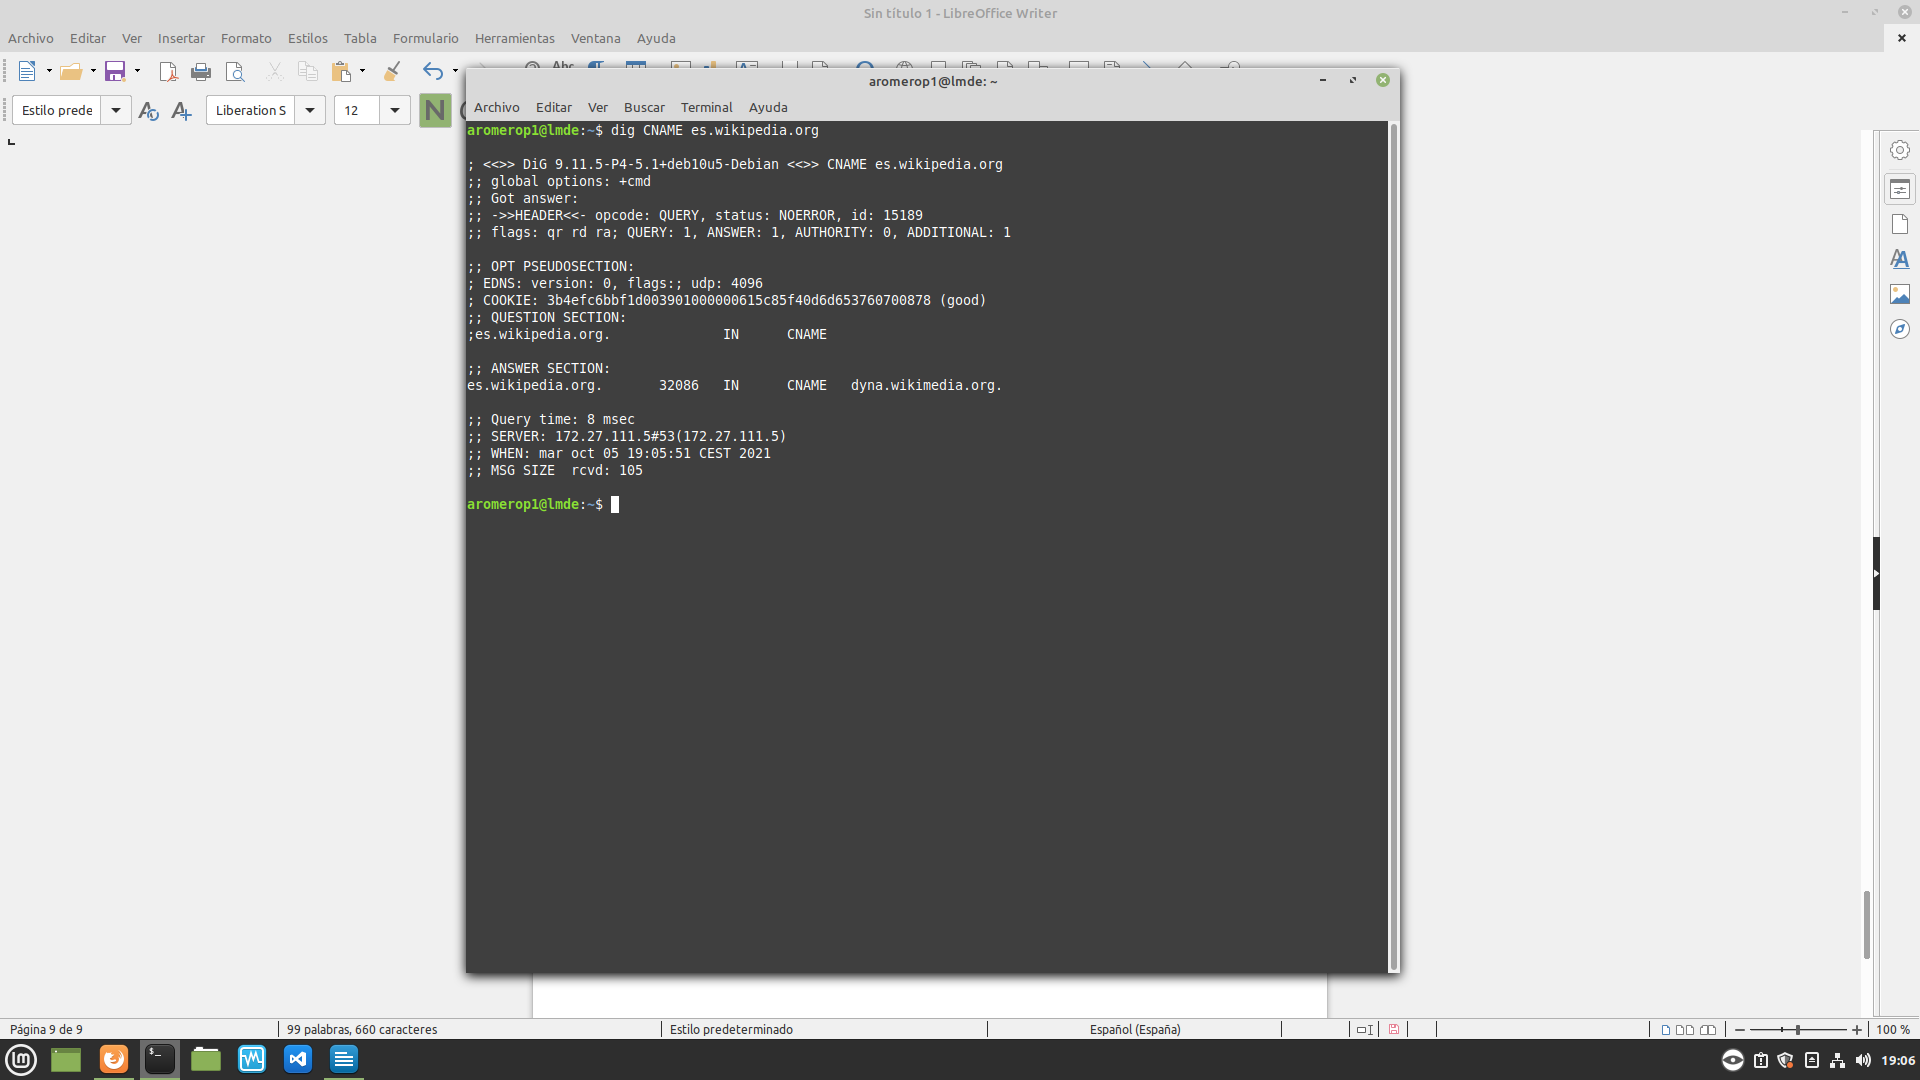 Sin título 1 - LibreOffice Writer
Archivo Editar Ver Insertar Formato Estilos Tabla Formulario Herramientas Ventana Ayuda
Estilo prede Liberation S 12 N
aromerop1@lmde: ~
Archivo Editar Ver Buscar Terminal Ayuda
aromerop1@lmde:~$ dig CNAME es.wikipedia.org
; <<>> DiG 9.11.5-P4-5.1+deb10u5-Debian <<>> CNAME es.wikipedia.org
;; global options: +cmd
;; Got answer:
;; ->>HEADER<<- opcode: QUERY, status: NOERROR, id: 15189
;; flags: qr rd ra; QUERY: 1, ANSWER: 1, AUTHORITY: 0, ADDITIONAL: 1
;; OPT PSEUDOSECTION:
; EDNS: version: 0, flags:; udp: 4096
; COOKIE: 3b4efc6bbf1d003901000000615c85f40d6d653760700878 (good)
;; QUESTION SECTION:
;es.wikipedia.org. IN CNAME
;; ANSWER SECTION:
es.wikipedia.org. 32086 IN CNAME dyna.wikimedia.org.
;; Query time: 8 msec
;; SERVER: 172.27.111.5#53(172.27.111.5)
;; WHEN: mar oct 05 19:05:51 CEST 2021
;; MSG SIZE rcvd: 105
aromerop1@lmde:~$
Página 9 de 9 99 palabras, 660 caracteres Estilo predeterminado Español (España) 100 %
19:06